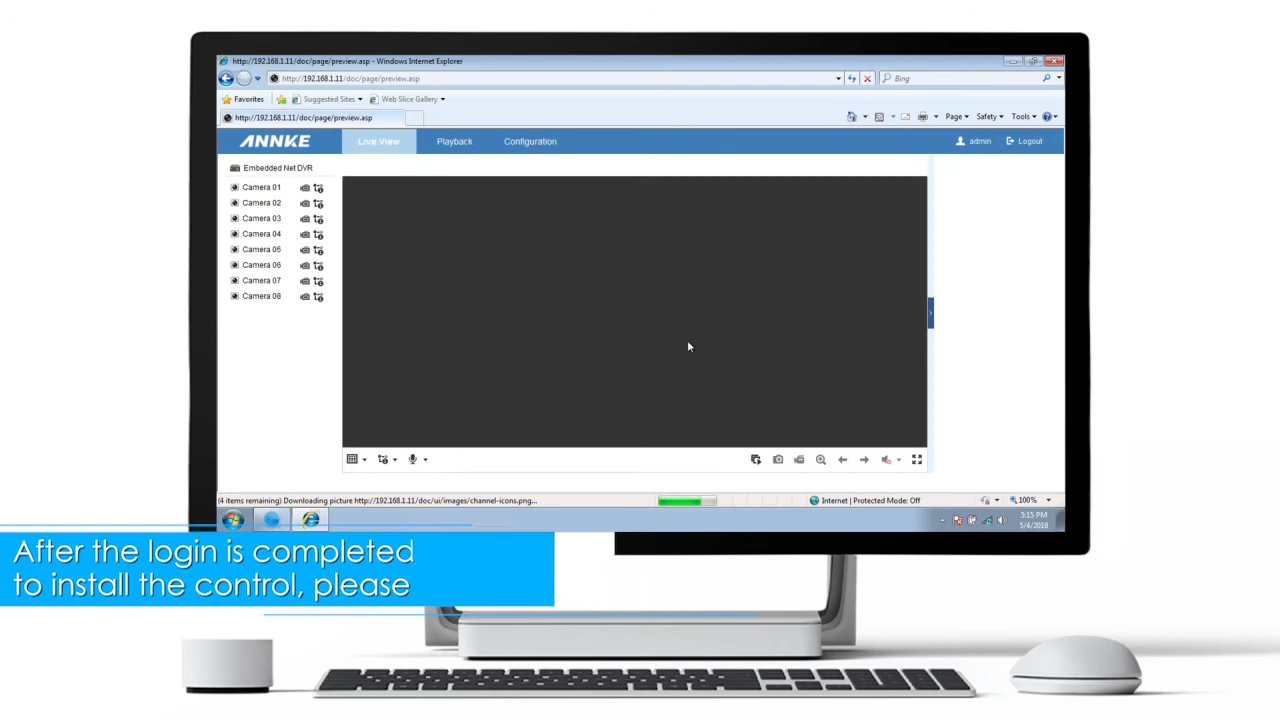 http://192.168.1.11/doc/page/preview.asp - Windows Internet Explorer
http://192.168.1.11/doc/page/preview.asp
Bing
Favorites
Suggested Sites
Web Slice Gallery
http://192.168.1.11/doc/page/preview.asp
Page
Safety
Tools
ANNKE
Live View
Playback
Configuration
admin
Logout
Embedded Net DVR
Camera 01
Camera 02
Camera 03
Camera 04
Camera 05
Camera 06
Camera 07
Camera 08
(4 items remaining) Downloading picture http://192.168.1.11/doc/ui/images/channel-icons.png...
Internet | Protected Mode: Off
100%
5:15 PM
5/4/2018
After the login is completed
to install the control, please